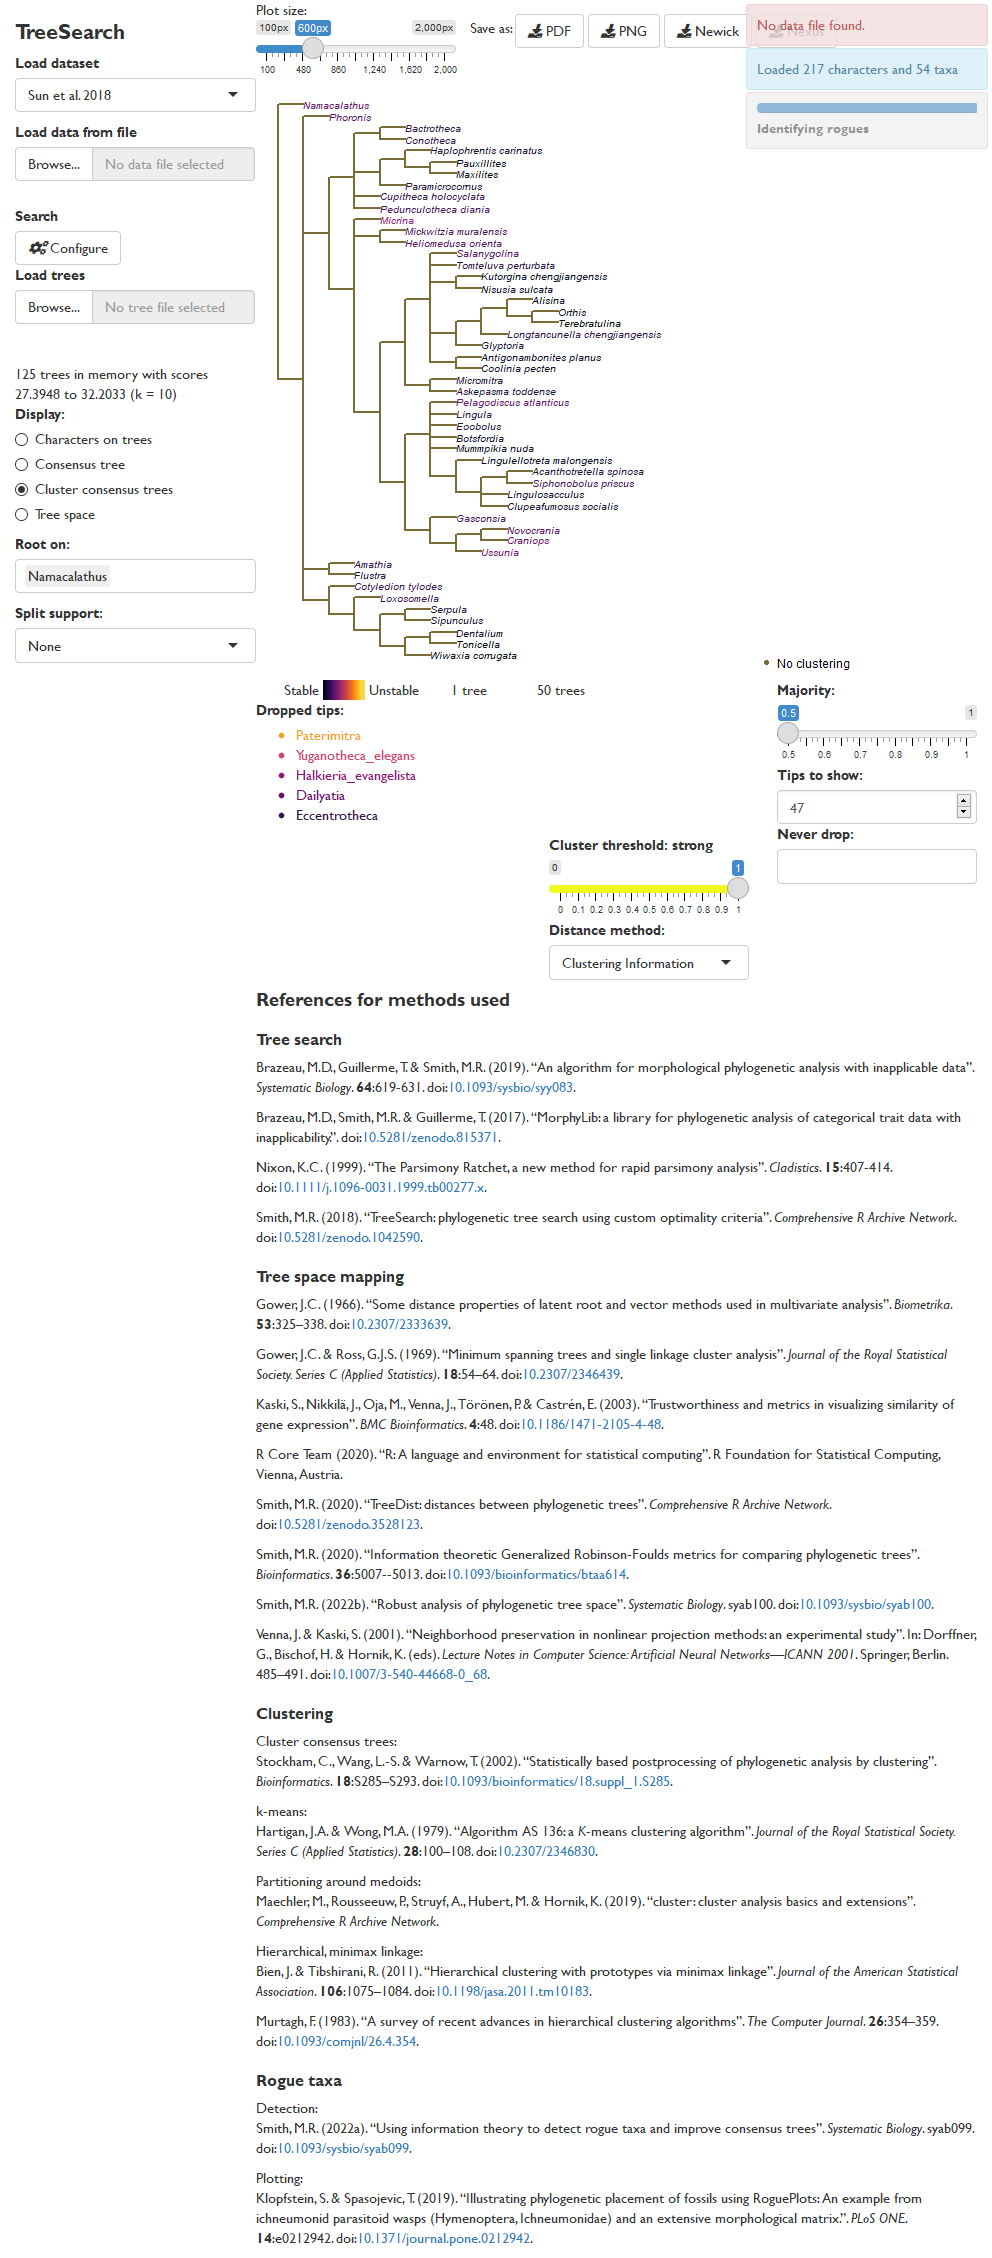 TreeSearch
Load dataset
Sun et al. 2018
Load data from file
Browse... No data file selected
Search
Configure
Load trees
Browse... No tree file selected
125 trees in memory with scores
27.3948 to 32.2033 (k = 10)
Display:
Characters on trees
Consensus tree
Cluster consensus trees
Tree space
Root on:
Namacalathus
Split support:
None
Plot size:
100px 600px 2,000px
100 480 860 1,240 1,620 2,000
Save as: PDF PNG Newick Nexus
No data file found.
Loaded 217 characters and 54 taxa
Identifying rogues
Namacalathus
Phoronis
Bactrotheca
Conotheca
Haplophrentis carinatus
Pauxillites
Maxilites
Paramicrocornus
Cupitheca holocyclata
Pedunculotheca diania
Micrina
Mickwitzia muralensis
Heliomedusa orienta
Salanygolina
Tomteluva perturbata
Kutorgina chengjiangensis
Nisusia sulcata
Alisina
Orthis
Terebratulina
Longtancunella chengjiangensis
Glyptoria
Antigonambonites planus
Coolinia pecten
Micromitra
Askepasma toddense
Pelagodiscus atlanticus
Lingula
Eoobolus
Botsfordia
Mummpikia nuda
Lingulellotreta malongensis
Acanthotretella spinosa
Siphonobolus priscus
Lingulosacculus
Clupeafumosus socialis
Gasconsia
Novocrania
Craniops
Ussunia
Amathia
Flustra
Cotyledion tylodes
Loxosomella
Serpula
Sipunculus
Dentalium
Tonicella
Wiwaxia corrugata
No clustering
Stable Unstable 1 tree 50 trees
Dropped tips:
Paterimitra
Yuganotheca_elegans
Halkieria_evangelista
Dailyatia
Eccentrotheca
Majority:
0.5 1
0.5 0.6 0.7 0.8 0.9 1
Tips to show:
47
Never drop:
Cluster threshold: strong
0 1
0 0.1 0.2 0.3 0.4 0.5 0.6 0.7 0.8 0.9 1
Distance method:
Clustering Information
References for methods used
Tree search
Brazeau, M.D., Guillerme, T. & Smith, M.R. (2019). “An algorithm for morphological phylogenetic analysis with inapplicable data”.
Systematic Biology. 64:619-631. doi:10.1093/sysbio/syy083.
Brazeau, M.D., Smith, M.R. & Guillerme, T. (2017). “MorphyLib: a library for phylogenetic analysis of categorical trait data with
inapplicability.”. doi:10.5281/zenodo.815371.
Nixon, K.C. (1999). “The Parsimony Ratchet, a new method for rapid parsimony analysis”. Cladistics. 15:407-414.
doi:10.1111/j.1096-0031.1999.tb00277.x.
Smith, M.R. (2018). “TreeSearch: phylogenetic tree search using custom optimality criteria”. Comprehensive R Archive Network.
doi:10.5281/zenodo.1042590.
Tree space mapping
Gower, J.C. (1966). “Some distance properties of latent root and vector methods used in multivariate analysis”. Biometrika.
53:325–338. doi:10.2307/2333639.
Gower, J.C. & Ross, G.J.S. (1969). “Minimum spanning trees and single linkage cluster analysis”. Journal of the Royal Statistical
Society. Series C (Applied Statistics). 18:54–64. doi:10.2307/2346439.
Kaski, S., Nikkilä, J., Oja, M., Venna, J., Törönen, P. & Castrén, E. (2003). “Trustworthiness and metrics in visualizing similarity of
gene expression”. BMC Bioinformatics. 4:48. doi:10.1186/1471-2105-4-48.
R Core Team (2020). “R: A language and environment for statistical computing”. R Foundation for Statistical Computing,
Vienna, Austria.
Smith, M.R. (2020). “TreeDist: distances between phylogenetic trees”. Comprehensive R Archive Network.
doi:10.5281/zenodo.3528123.
Smith, M.R. (2020). “Information theoretic Generalized Robinson-Foulds metrics for comparing phylogenetic trees”.
Bioinformatics. 36:5007--5013. doi:10.1093/bioinformatics/btaa614.
Smith, M.R. (2022b). “Robust analysis of phylogenetic tree space”. Systematic Biology. syab100. doi:10.1093/sysbio/syab100.
Venna, J. & Kaski, S. (2001). “Neighborhood preservation in nonlinear projection methods: an experimental study”. In: Dorffner,
G., Bischof, H. & Hornik, K. (eds). Lecture Notes in Computer Science: Artificial Neural Networks—ICANN 2001. Springer, Berlin.
485–491. doi:10.1007/3-540-44668-0_68.
Clustering
Cluster consensus trees:
Stockham, C., Wang, L.-S. & Warnow, T. (2002). “Statistically based postprocessing of phylogenetic analysis by clustering”.
Bioinformatics. 18:S285–S293. doi:10.1093/bioinformatics/18.suppl_1.S285.
k-means:
Hartigan, J.A. & Wong, M.A. (1979). “Algorithm AS 136: a K-means clustering algorithm”. Journal of the Royal Statistical Society.
Series C (Applied Statistics). 28:100–108. doi:10.2307/2346830.
Partitioning around medoids:
Maechler, M., Rousseeuw, P., Struyf, A., Hubert, M. & Hornik, K. (2019). “cluster: cluster analysis basics and extensions”.
Comprehensive R Archive Network.
Hierarchical, minimax linkage:
Bien, J. & Tibshirani, R. (2011). “Hierarchical clustering with prototypes via minimax linkage”. Journal of the American Statistical
Association. 106:1075–1084. doi:10.1198/jasa.2011.tm10183.
Murtagh, F. (1983). “A survey of recent advances in hierarchical clustering algorithms”. The Computer Journal. 26:354–359.
doi:10.1093/comjnl/26.4.354.
Rogue taxa
Detection:
Smith, M.R. (2022a). “Using information theory to detect rogue taxa and improve consensus trees”. Systematic Biology. syab099.
doi:10.1093/sysbio/syab099.
Plotting:
Klopfstein, S. & Spasojevic, T. (2019). “Illustrating phylogenetic placement of fossils using RoguePlots: An example from
ichneumonid parasitoid wasps (Hymenoptera, Ichneumonidae) and an extensive morphological matrix.”. PLoS ONE.
14:e0212942. doi:10.1371/journal.pone.0212942.